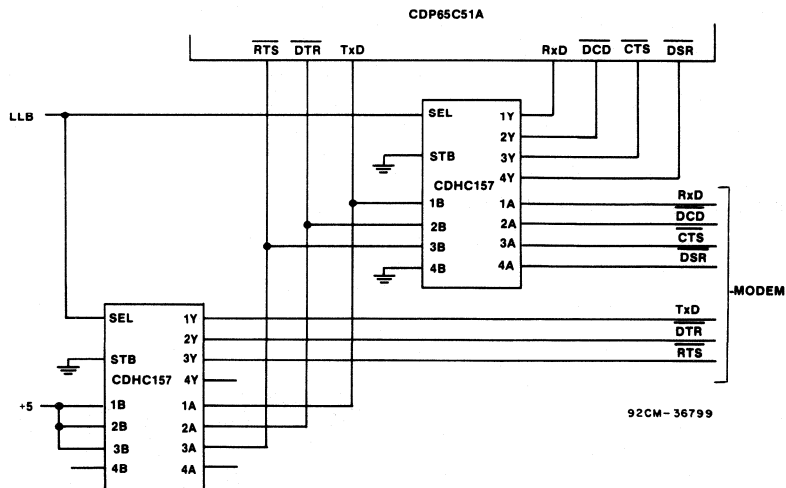 CDP65C51A
RTS DTR TxD RxD DCD CTS DSR
LLB
SEL 1Y
2Y
STB 3Y
4Y
CDHC157
1B 1A RxD
2B 2A DCD
3B 3A CTS
4B 4A DSR
MODEM
SEL 1Y TxD
2Y DTR
STB 3Y RTS
CDHC157 4Y
+5 1B 1A
2B 2A
3B 3A
4B 4A
92CM-36799